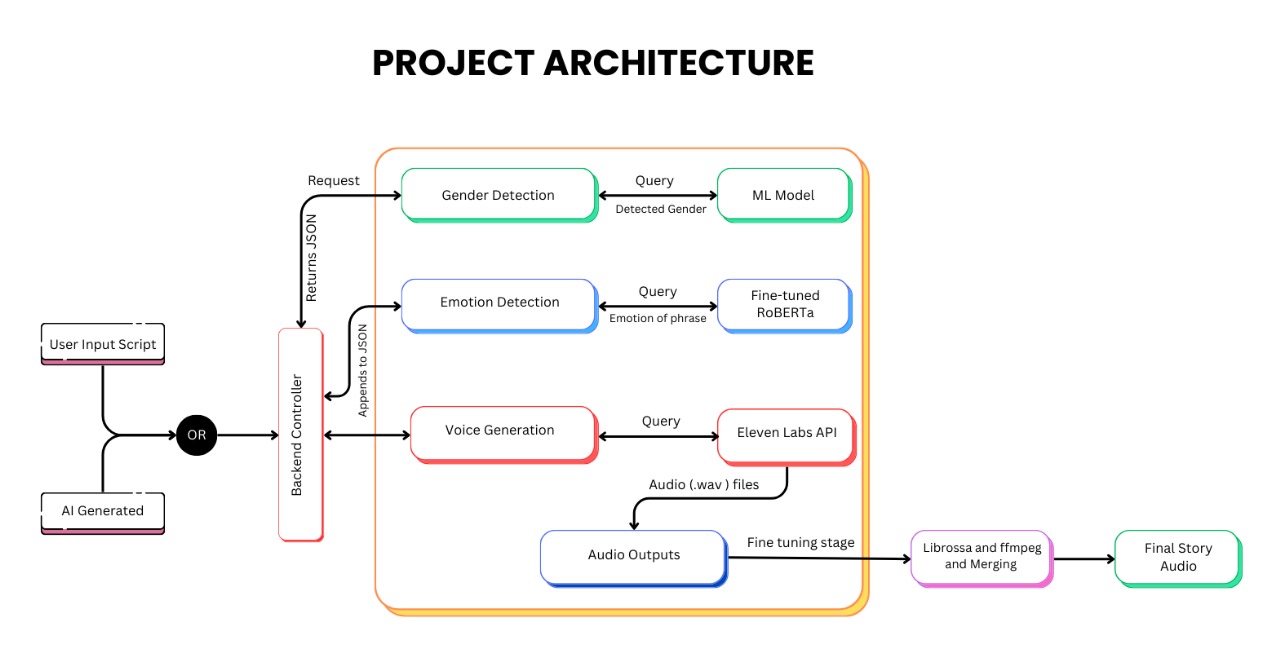 PROJECT ARCHITECTURE
Request
Returns JSON
Gender Detection
Query
Detected Gender
ML Model
Emotion Detection
Appends to JSON
Query
Emotion of phrase
Fine-tuned
RoBERTa
User Input Script
OR
AI Generated
Backend Controller
Voice Generation
Query
Eleven Labs API
Audio (.wav ) files
Audio Outputs
Fine tuning stage
Librossa and ffmpeg
and Merging
Final Story
Audio